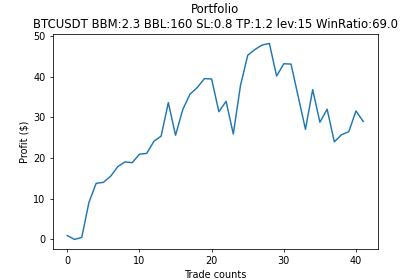 Portfolio
BTCUSDT BBM:2.3 BBL:160 SL:0.8 TP:1.2 lev:15 WinRatio:69.0
50
40
30
20
10
0
Profit ($)
0 10 20 30 40
Trade counts